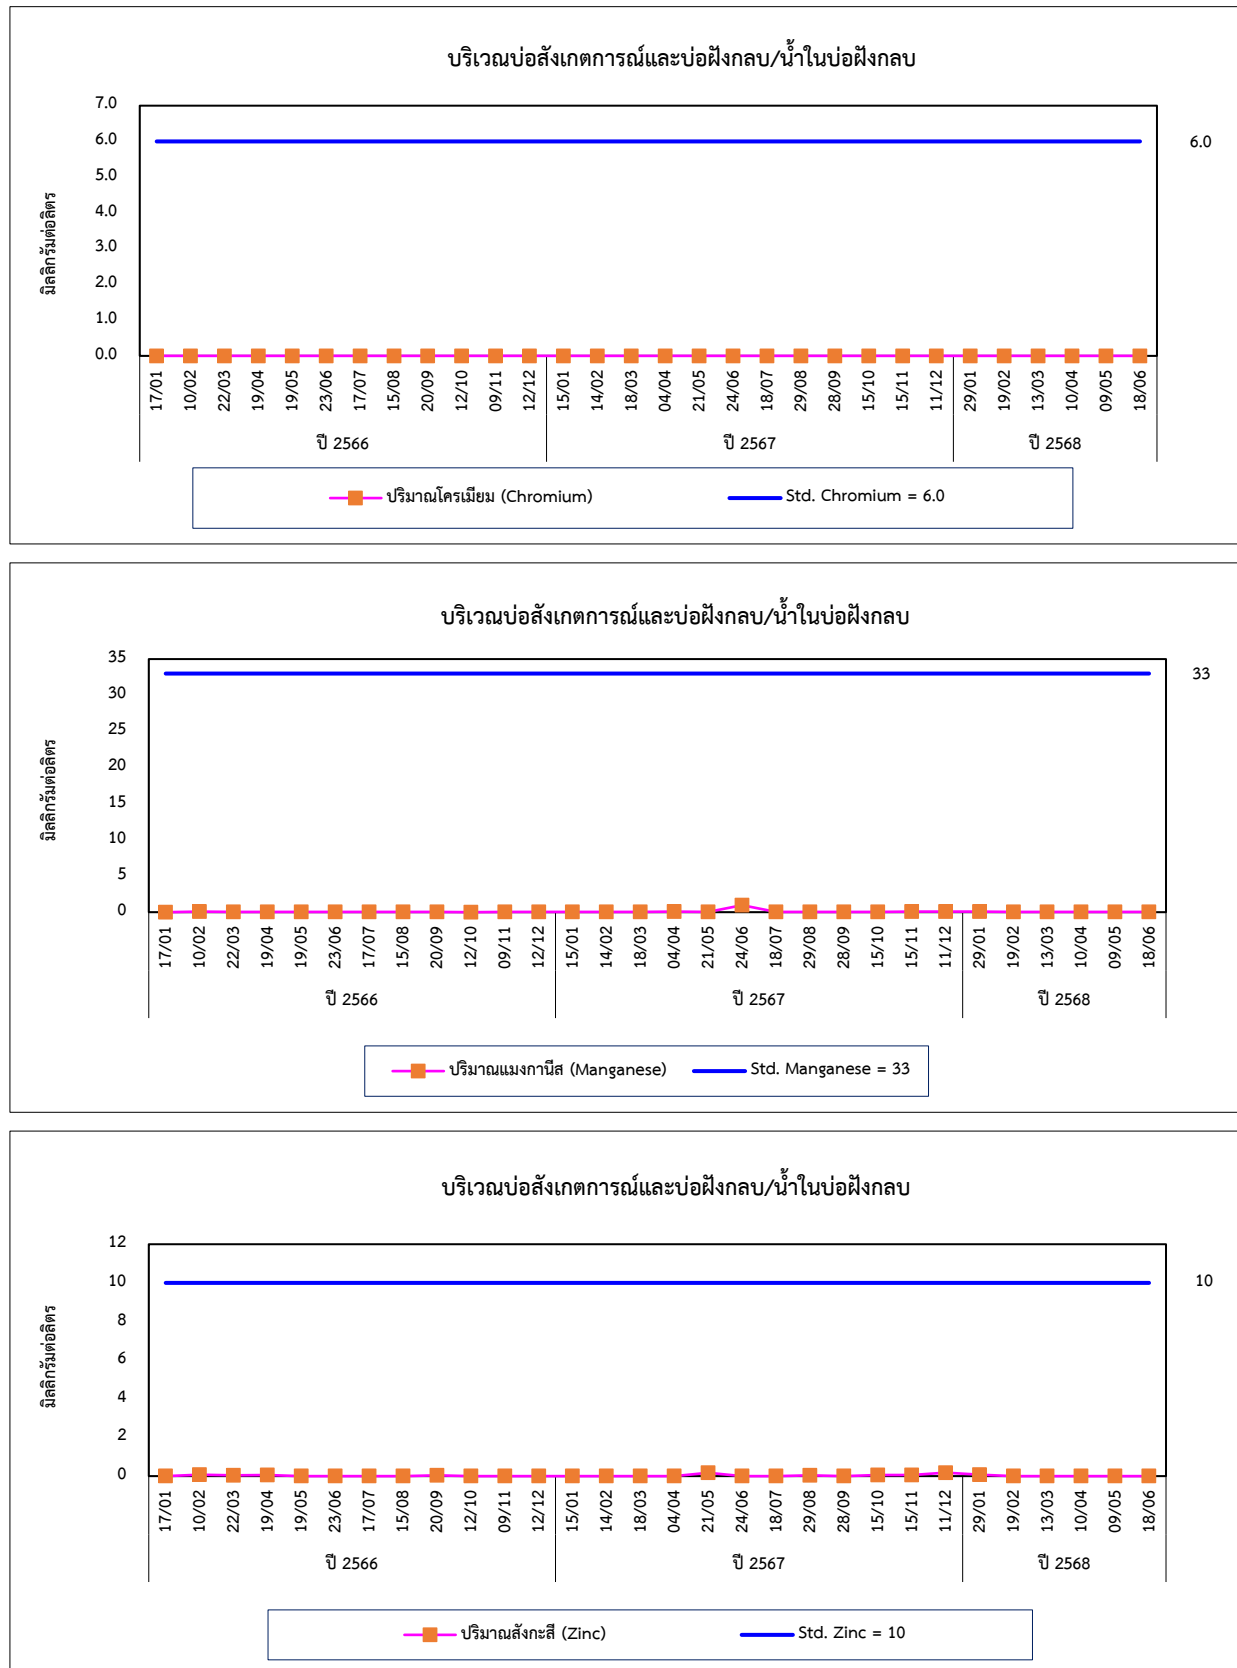 บริเวณบ่อสังเกตการณ์และบ่อฝังกลบ/น้ำในบ่อฝังกลบ
มิลลิกรัมต่อลิตร
7.0
6.0
5.0
4.0
3.0
2.0
1.0
0.0
6.0
17/01 10/02 22/03 19/04 19/05 23/06 17/07 15/08 20/09 12/10 09/11 12/12 15/01 14/02 18/03 04/04 21/05 24/06 18/07 29/08 28/09 15/10 15/11 11/12 29/01 19/02 13/03 10/04 09/05 18/06
ปี 2566 ปี 2567 ปี 2568
ปริมาณโครเมียม (Chromium) Std. Chromium = 6.0
บริเวณบ่อสังเกตการณ์และบ่อฝังกลบ/น้ำในบ่อฝังกลบ
มิลลิกรัมต่อลิตร
35
30
25
20
15
10
5
0
33
17/01 10/02 22/03 19/04 19/05 23/06 17/07 15/08 20/09 12/10 09/11 12/12 15/01 14/02 18/03 04/04 21/05 24/06 18/07 29/08 28/09 15/10 15/11 11/12 29/01 19/02 13/03 10/04 09/05 18/06
ปี 2566 ปี 2567 ปี 2568
ปริมาณแมงกานีส (Manganese) Std. Manganese = 33
บริเวณบ่อสังเกตการณ์และบ่อฝังกลบ/น้ำในบ่อฝังกลบ
มิลลิกรัมต่อลิตร
12
10
8
6
4
2
0
10
17/01 10/02 22/03 19/04 19/05 23/06 17/07 15/08 20/09 12/10 09/11 12/12 15/01 14/02 18/03 04/04 21/05 24/06 18/07 29/08 28/09 15/10 15/11 11/12 29/01 19/02 13/03 10/04 09/05 18/06
ปี 2566 ปี 2567 ปี 2568
ปริมาณสังกะสี (Zinc) Std. Zinc = 10